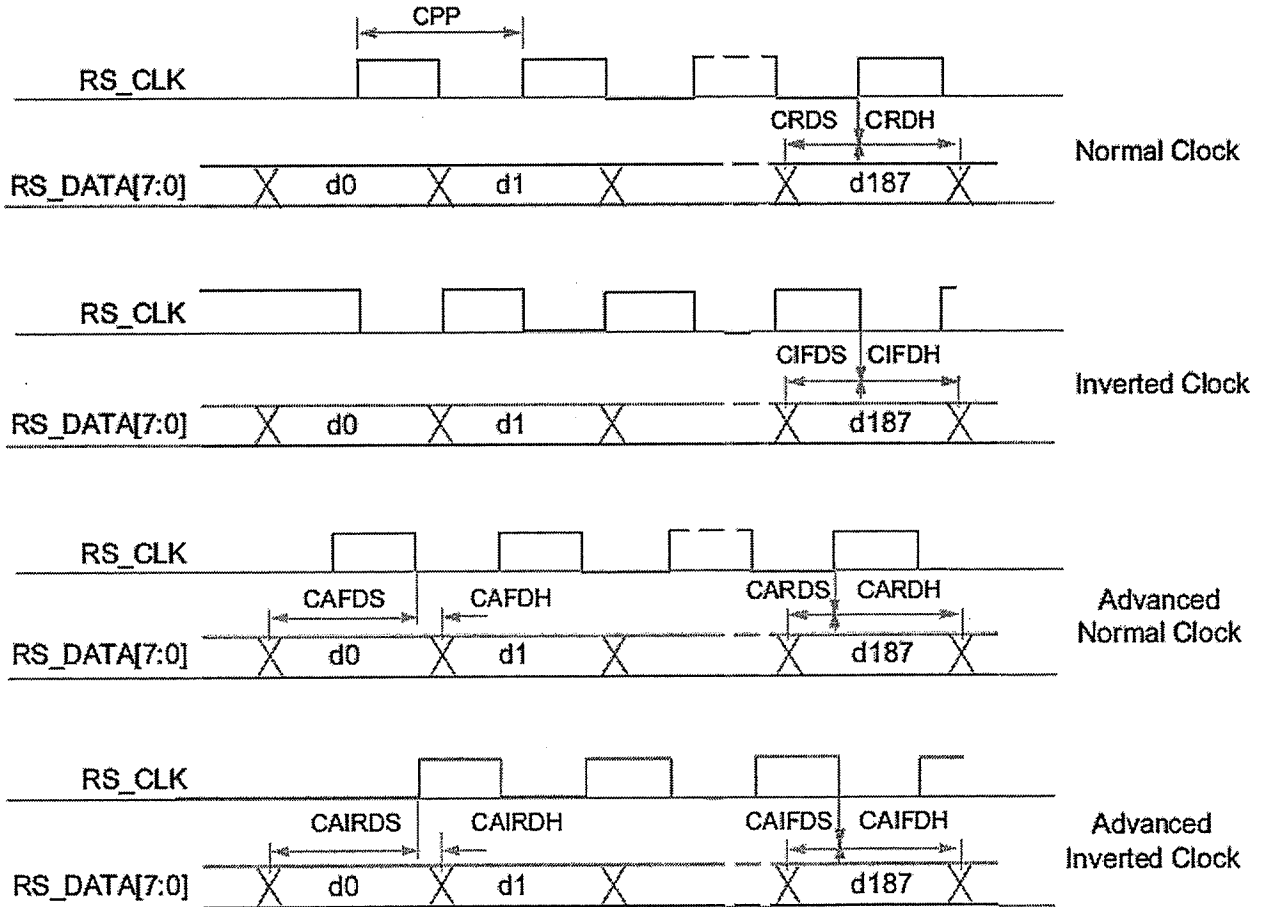 CPP
RS_CLK
CRDS CRDH
Normal Clock
RS_DATA[7:0] d0 d1 d187
RS_CLK
CIFDS CIFDH
Inverted Clock
RS_DATA[7:0] d0 d1 d187
RS_CLK
CAFDS CAFDH CARDS CARDH
Advanced
Normal Clock
RS_DATA[7:0] d0 d1 d187
RS_CLK
CAIRDS CAIRDH CAIFDS CAIFDH
Advanced
Inverted Clock
RS_DATA[7:0] d0 d1 d187